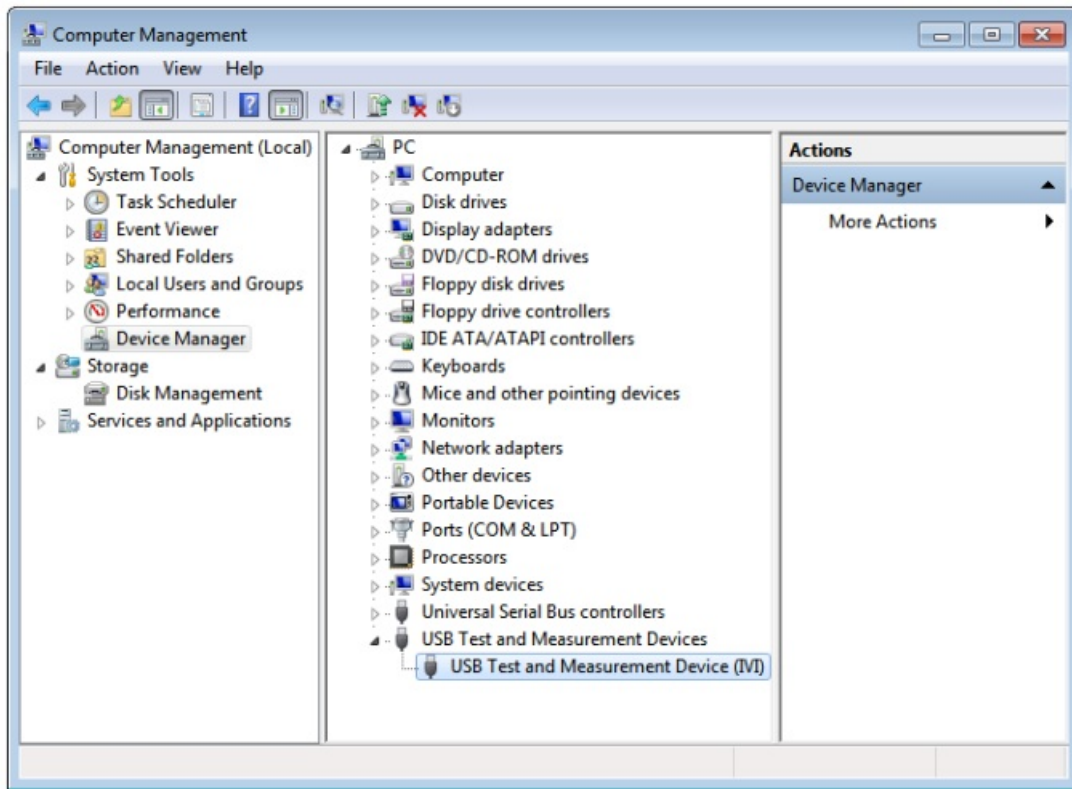 Computer Management
File Action View Help
Computer Management (Local)
System Tools
Task Scheduler
Event Viewer
Shared Folders
Local Users and Groups
Performance
Device Manager
Storage
Disk Management
Services and Applications
PC
Computer
Disk drives
Display adapters
DVD/CD-ROM drives
Floppy disk drives
Floppy drive controllers
IDE ATA/ATAPI controllers
Keyboards
Mice and other pointing devices
Monitors
Network adapters
Other devices
Portable Devices
Ports (COM & LPT)
Processors
System devices
Universal Serial Bus controllers
USB Test and Measurement Devices
USB Test and Measurement Device (IVI)
Actions
Device Manager
More Actions